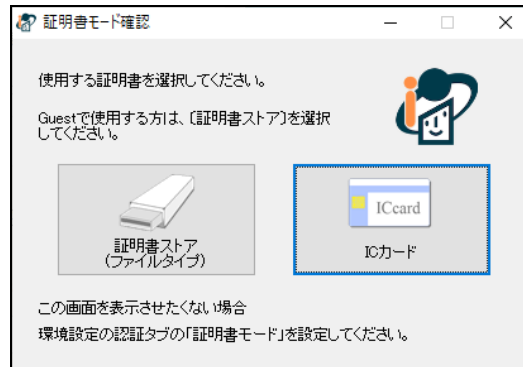 証明書モード確認
使用する証明書を選択してください。
Guestで使用する方は、〔証明書ストア〕を選択
してください。
証明書ストア
(ファイルタイプ)
ICcard
ICカード
この画面を表示させたくない場合
環境設定の認証タブの「証明書モード」を設定してください。